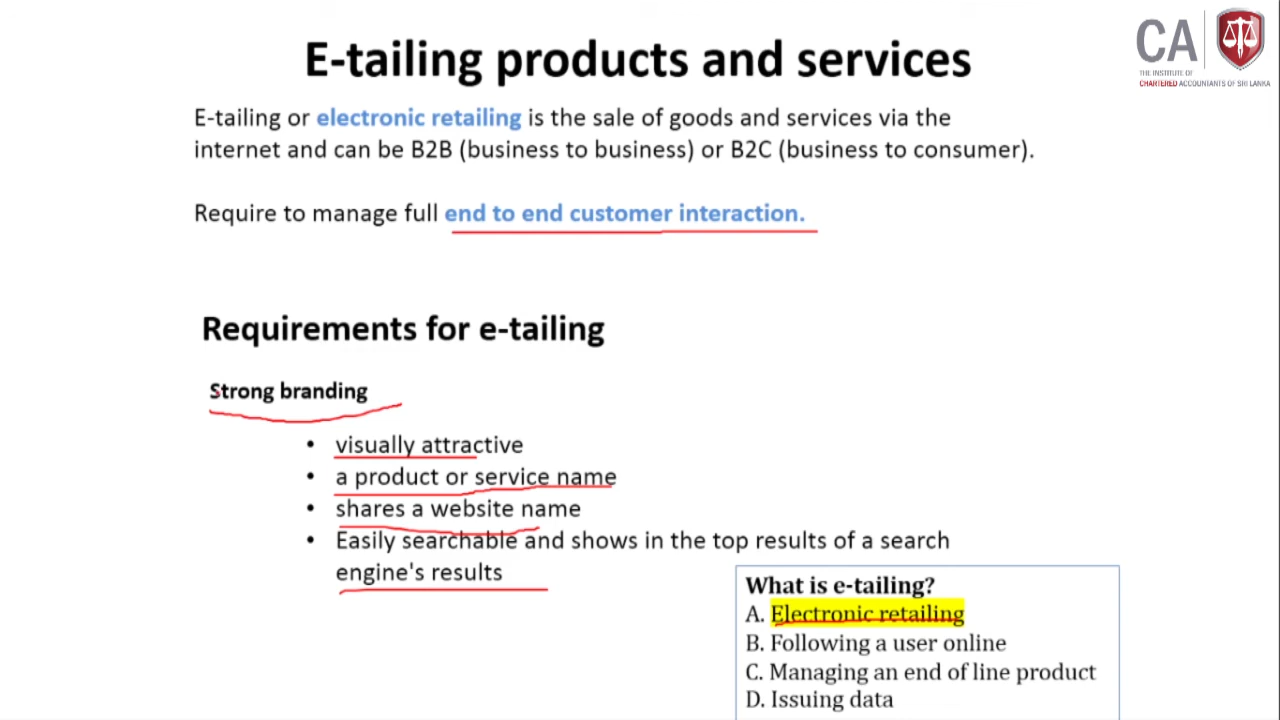 E-tailing products and services
CA
THE INSTITUTE OF
CHARTERED ACCOUNTANTS OF SRI LANKA
E-tailing or electronic retailing is the sale of goods and services via the
internet and can be B2B (business to business) or B2C (business to consumer).
Require to manage full end to end customer interaction.
Requirements for e-tailing
Strong branding
• visually attractive
• a product or service name
• shares a website name
• Easily searchable and shows in the top results of a search
engine's results
What is e-tailing?
A. Electronic retailing
B. Following a user online
C. Managing an end of line product
D. Issuing data